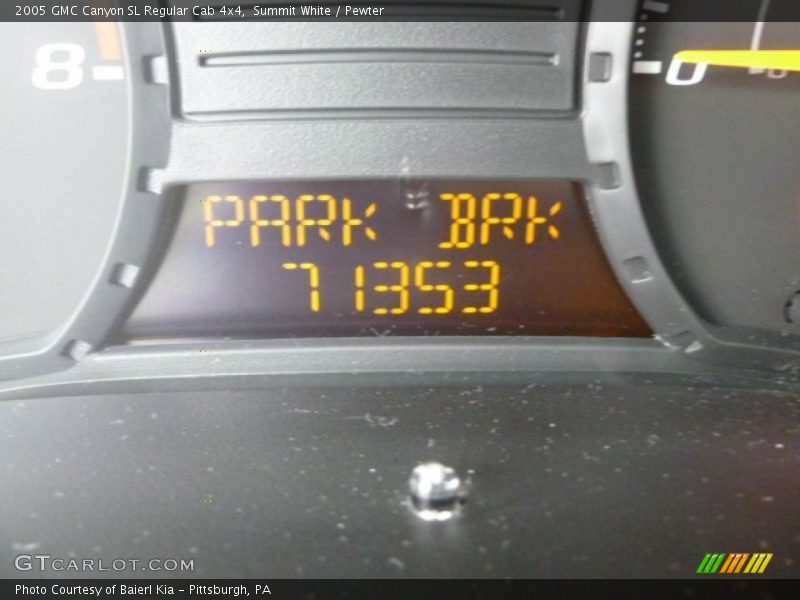 2005 GMC Canyon SL Regular Cab 4x4, Summit White / Pewter
8
0
PARK BRK
71353
GTCARLOT.COM
Photo Courtesy of Baierl Kia - Pittsburgh, PA